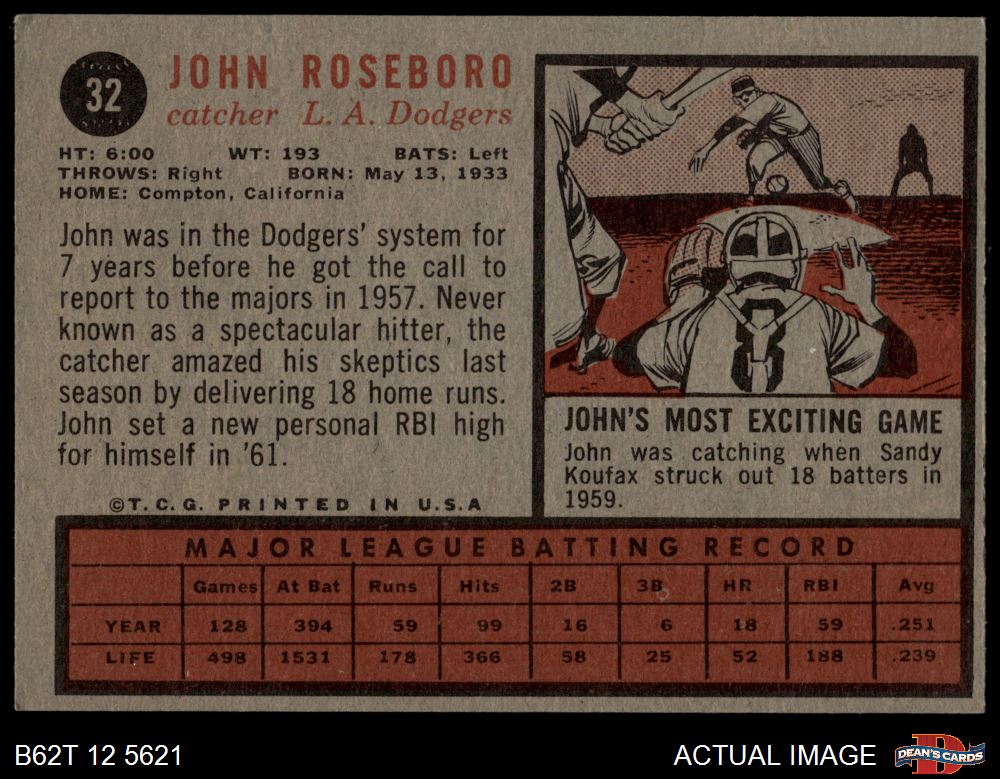 32
JOHN ROSEBORO
catcher L. A. Dodgers
HT: 6:00 WT: 193 BATS: Left
THROWS: Right BORN: May 13, 1933
HOME: Compton, California
John was in the Dodgers' system for
7 years before he got the call to
report to the majors in 1957. Never
known as a spectacular hitter, the
catcher amazed his skeptics last
season by delivering 18 home runs.
John set a new personal RBI high
for himself in '61.
©T. C. G. PRINTED IN U.S.A
8
JOHN'S MOST EXCITING GAME
John was catching when Sandy
Koufax struck out 18 batters in
1959.
MAJOR LEAGUE BATTING RECORD
Games At Bat Runs Hits 2B 3B HR RBI Avg
YEAR 128 394 59 99 16 6 18 59 .251
LIFE 498 1531 178 366 58 25 52 188 .239
B62T 12 5621 ACTUAL IMAGE
D
DEAN'S CARDS